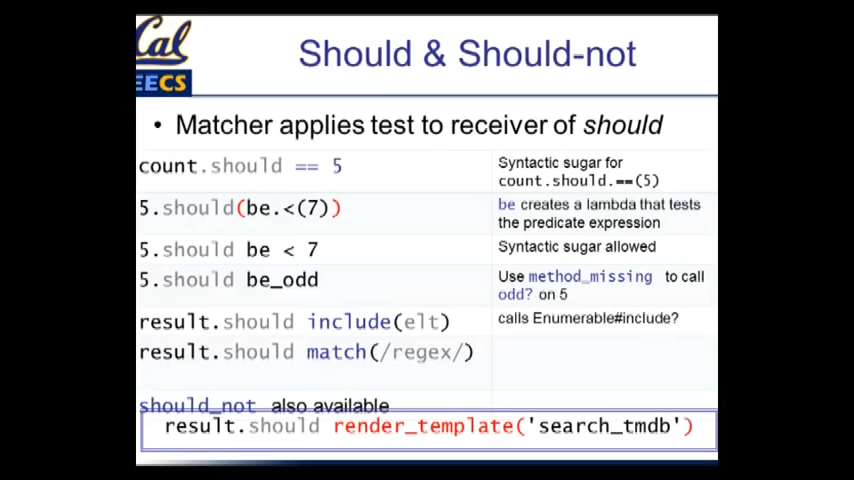 Cal
EECS
Should & Should-not
• Matcher applies test to receiver of should
count.should == 5
Syntactic sugar for
count.should.==(5)
5.should(be.<(7))
be creates a lambda that tests
the predicate expression
5.should be < 7
Syntactic sugar allowed
5.should be_odd
Use method_missing to call
odd? on 5
result.should include(elt)
calls Enumerable#include?
result.should match(/regex/)
should_not also available
result.should render_template('search_tmdb')